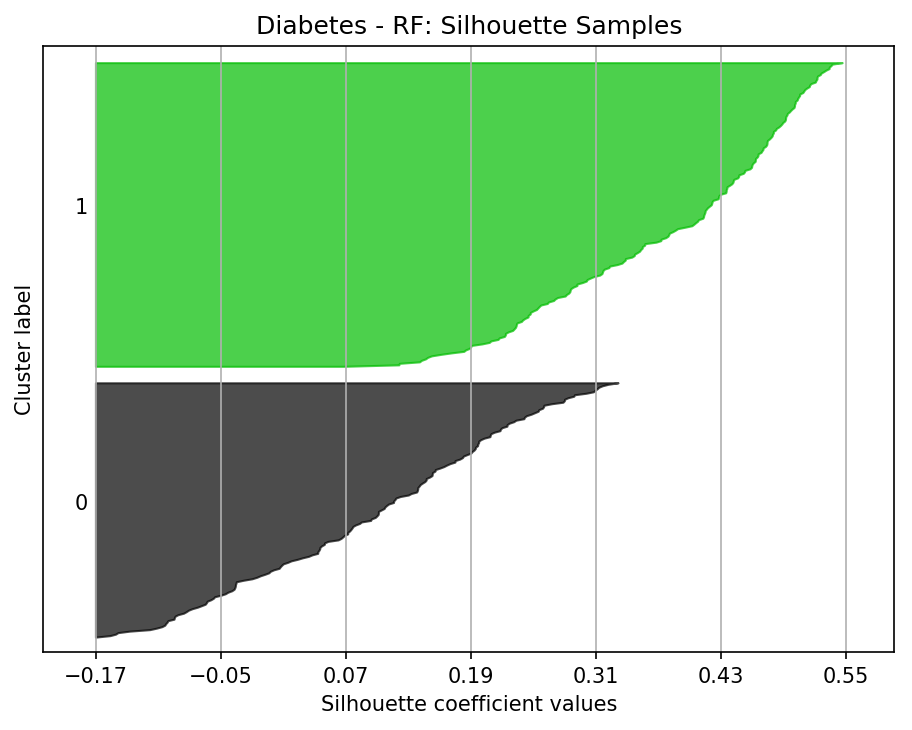 Diabetes - RF: Silhouette Samples
Cluster label
1
0
−0.17 −0.05 0.07 0.19 0.31 0.43 0.55
Silhouette coefficient values